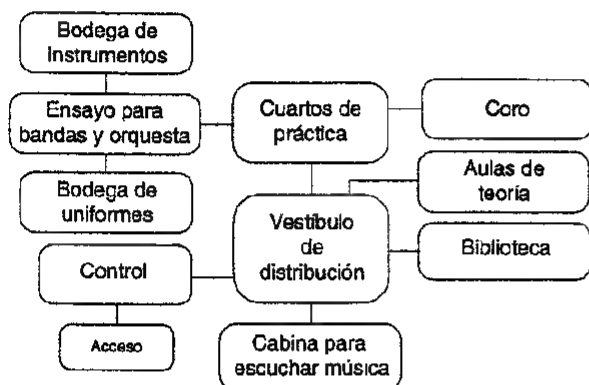 Bodega de
Instrumentos
Ensayo para
bandas y orquesta
Bodega de
uniformes
Cuartos de
práctica
Coro
Aulas de
teoría
Vestíbulo
de
distribución
Biblioteca
Control
Acceso
Cabina para
escuchar música